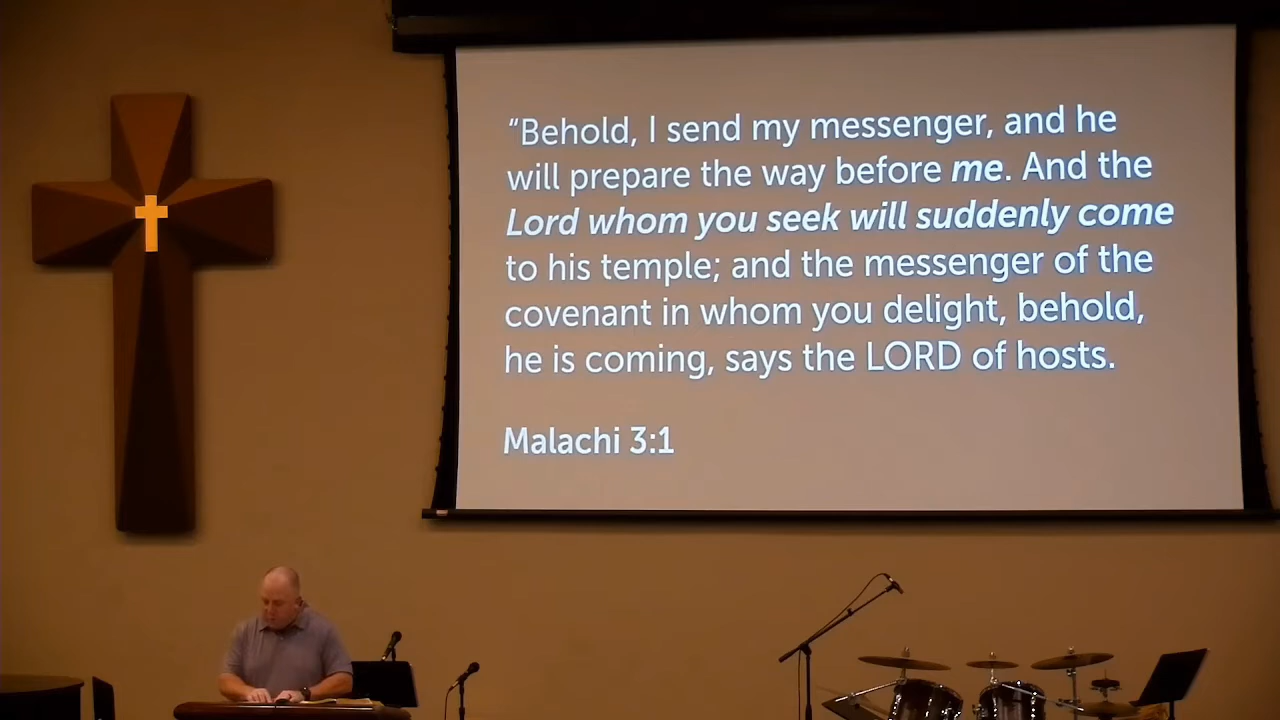 “Behold, I send my messenger, and he
will prepare the way before me. And the
Lord whom you seek will suddenly come
to his temple; and the messenger of the
covenant in whom you delight, behold,
he is coming, says the LORD of hosts.
Malachi 3:1